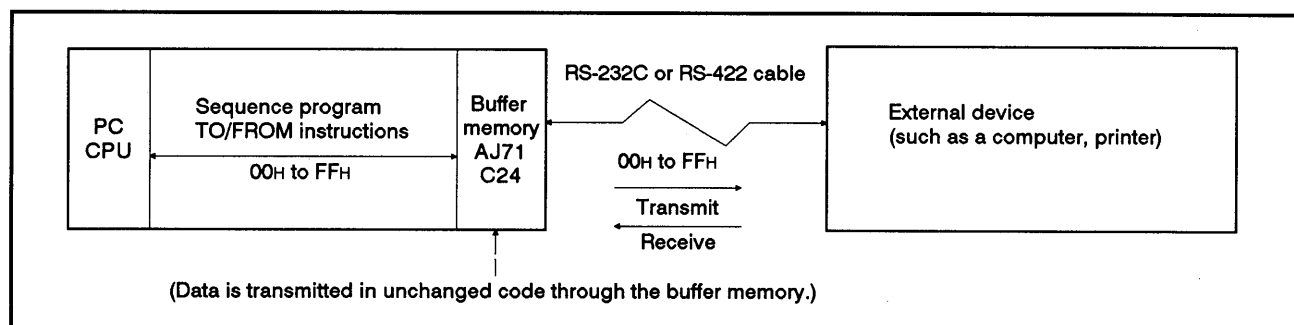 PC
CPU
Sequence program
TO/FROM instructions
00H to FFH
Buffer
memory
AJ71
C24
RS-232C or RS-422 cable
00H to FFH
Transmit
Receive
External device
(such as a computer, printer)
(Data is transmitted in unchanged code through the buffer memory.)